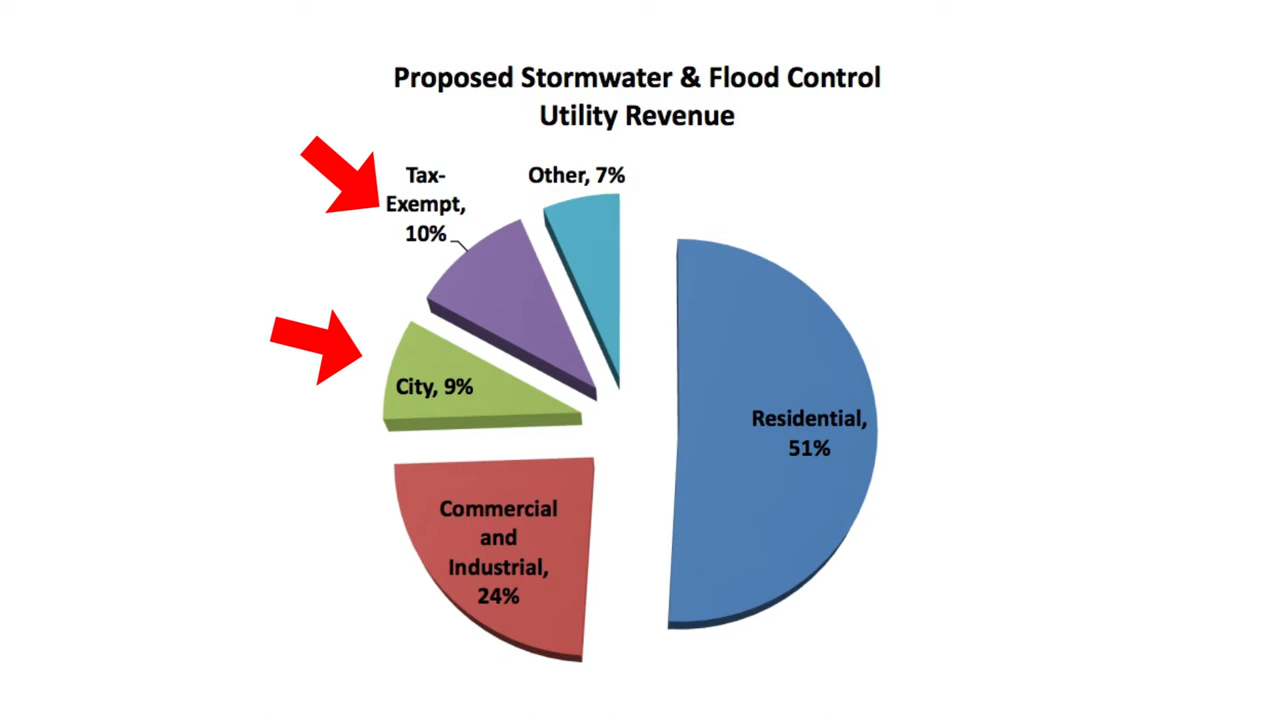 Proposed Stormwater & Flood Control
Utility Revenue
Tax-
Exempt,
10%
Other, 7%
City, 9%
Residential,
51%
Commercial
and
Industrial,
24%